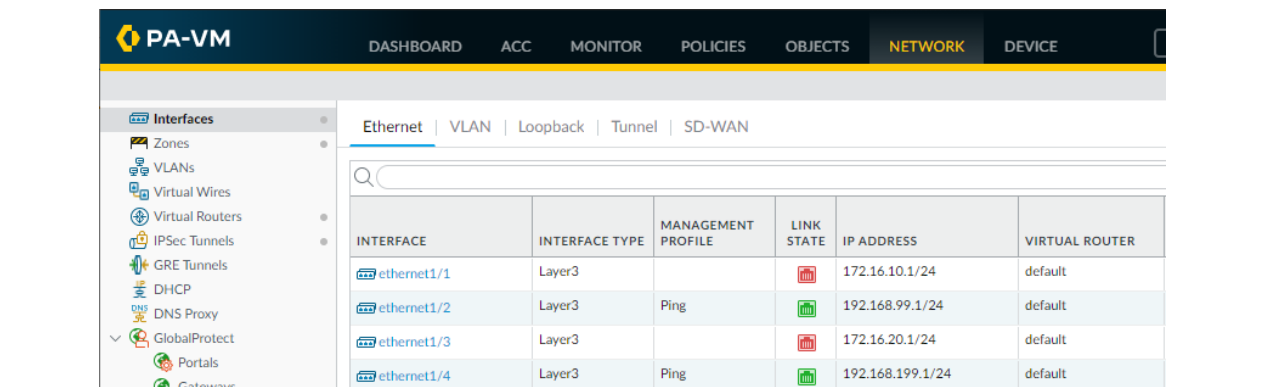 PA-VM
DASHBOARD ACC MONITOR POLICIES OBJECTS NETWORK DEVICE
Interfaces
Zones
VLANs
Virtual Wires
Virtual Routers
IPSec Tunnels
GRE Tunnels
DHCP
DNS Proxy
GlobalProtect
Portals
Gateways
Ethernet | VLAN | Loopback | Tunnel | SD-WAN
INTERFACE INTERFACE TYPE MANAGEMENT PROFILE LINK STATE IP ADDRESS VIRTUAL ROUTER
ethernet1/1 Layer3 172.16.10.1/24 default
ethernet1/2 Layer3 Ping 192.168.99.1/24 default
ethernet1/3 Layer3 172.16.20.1/24 default
ethernet1/4 Layer3 Ping 192.168.199.1/24 default